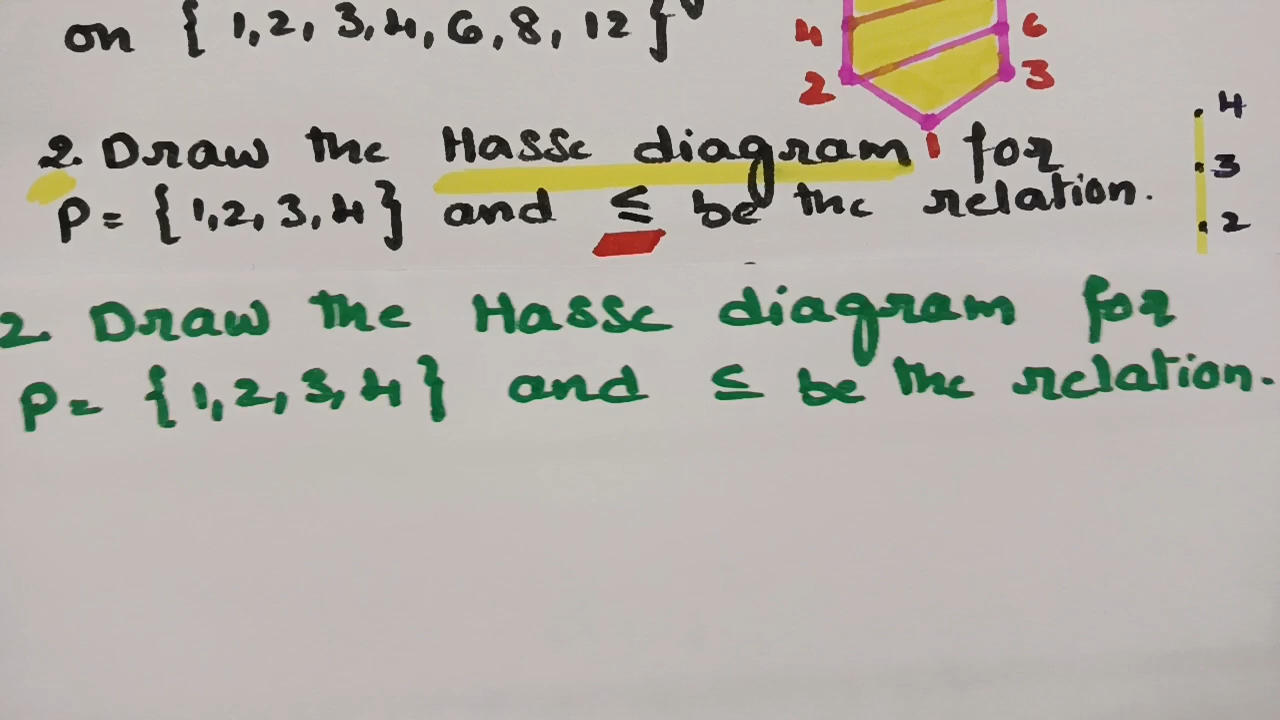 on { 1, 2, 3, 4, 6, 8, 12 }
4 6
2 3
1
2. Draw the Hasse diagram for
P = { 1, 2, 3, 4 } and ≤ be the relation.
4
3
2
2. Draw the Hasse diagram for
P = { 1, 2, 3, 4 } and ≤ be the relation.